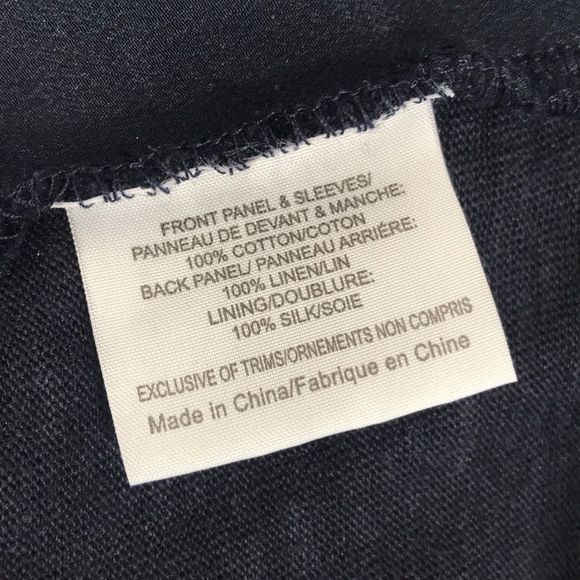 FRONT PANEL & SLEEVES/
PANNEAU DE DEVANT & MANCHE:
100% COTTON/COTON
BACK PANEL/ PANNEAU ARRIÉRE:
100% LINEN/LIN
LINING/DOUBLURE:
100% SILK/SOIE
EXCLUSIVE OF TRIMS/ORNEMENTS NON COMPRIS
Made in China/Fabrique en Chine